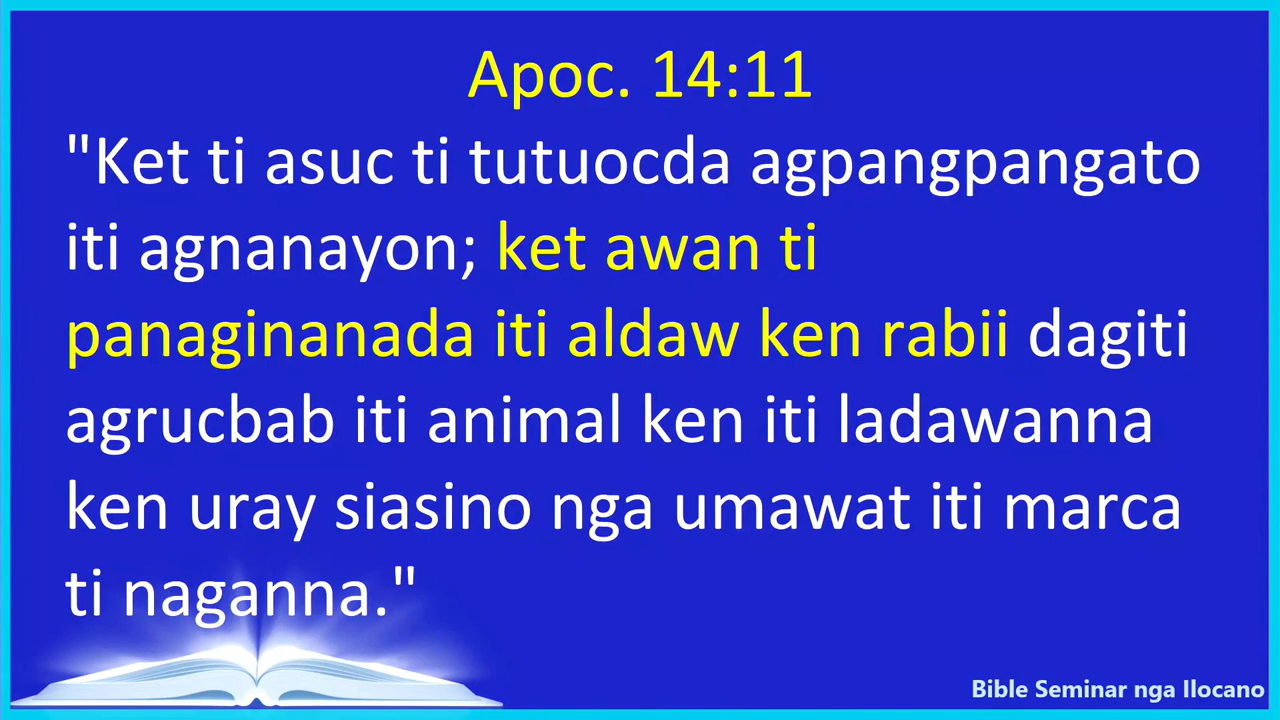 Apoc. 14:11
"Ket ti asuc ti tutuocda agpangpangato
iti agnanayon; ket awan ti
panaginanada iti aldaw ken rabii dagiti
agrucbab iti animal ken iti ladawanna
ken uray siasino nga umawat iti marca
ti naganna."
Bible Seminar nga Ilocano